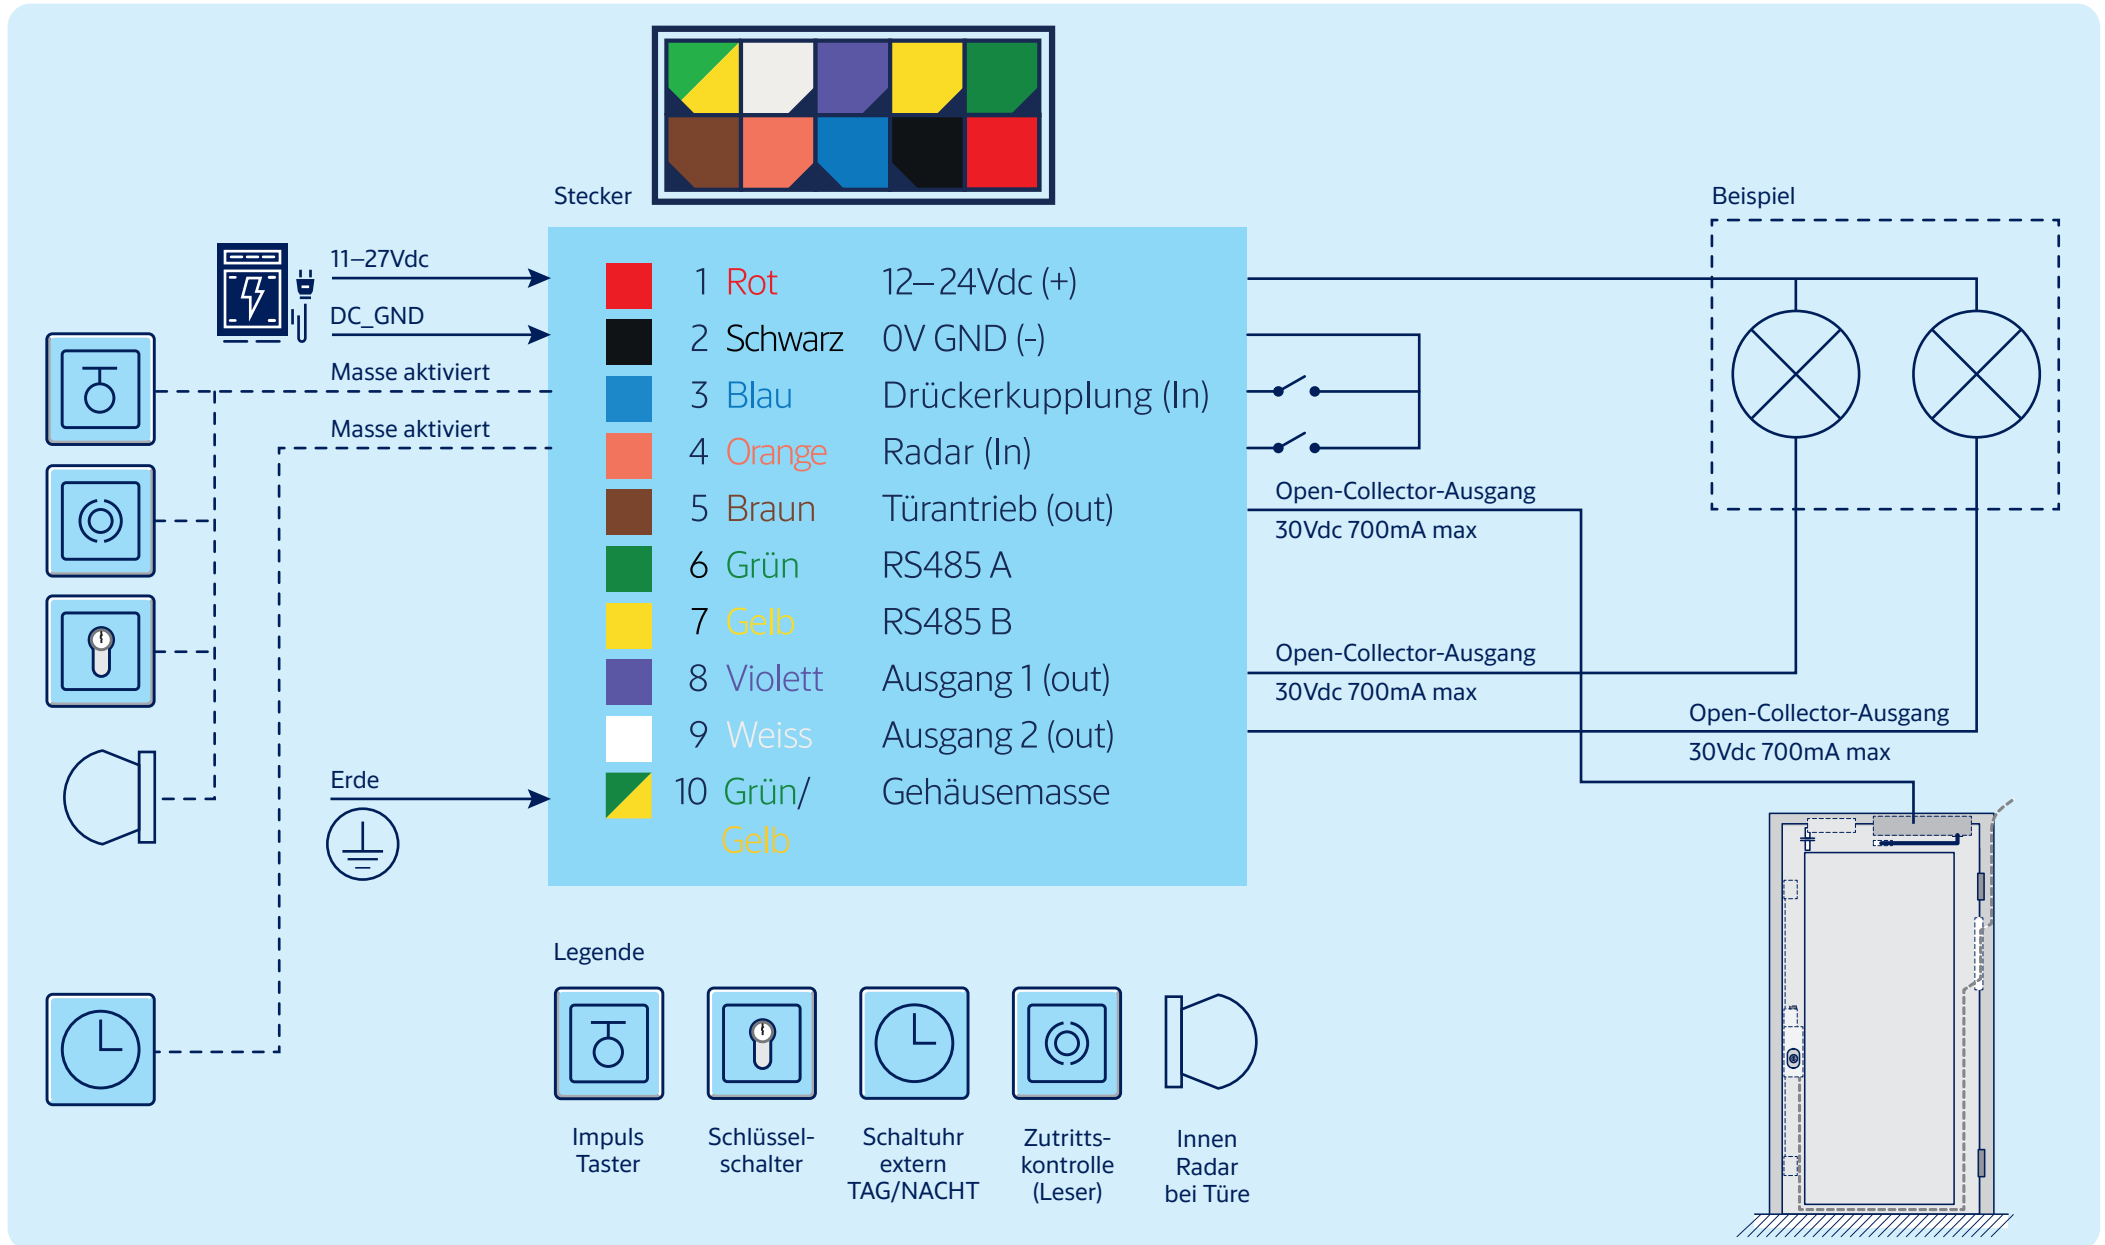 Stecker
Beispiel
11–27Vdc
DC_GND
Masse aktiviert
Masse aktiviert
Erde
1 Rot 12–24Vdc (+)
2 Schwarz 0V GND (-)
3 Blau Drückerkupplung (In)
4 Orange Radar (In)
5 Braun Türantrieb (out)
6 Grün RS485 A
7 Gelb RS485 B
8 Violett Ausgang 1 (out)
9 Weiss Ausgang 2 (out)
10 Grün/ Gehäusemasse
Gelb
Open-Collector-Ausgang
30Vdc 700mA max
Open-Collector-Ausgang
30Vdc 700mA max
Open-Collector-Ausgang
30Vdc 700mA max
Legende
Impuls
Taster
Schlüssel-
schalter
Schaltuhr
extern
TAG/NACHT
Zutritts-
kontrolle
(Leser)
Innen
Radar
bei Türe